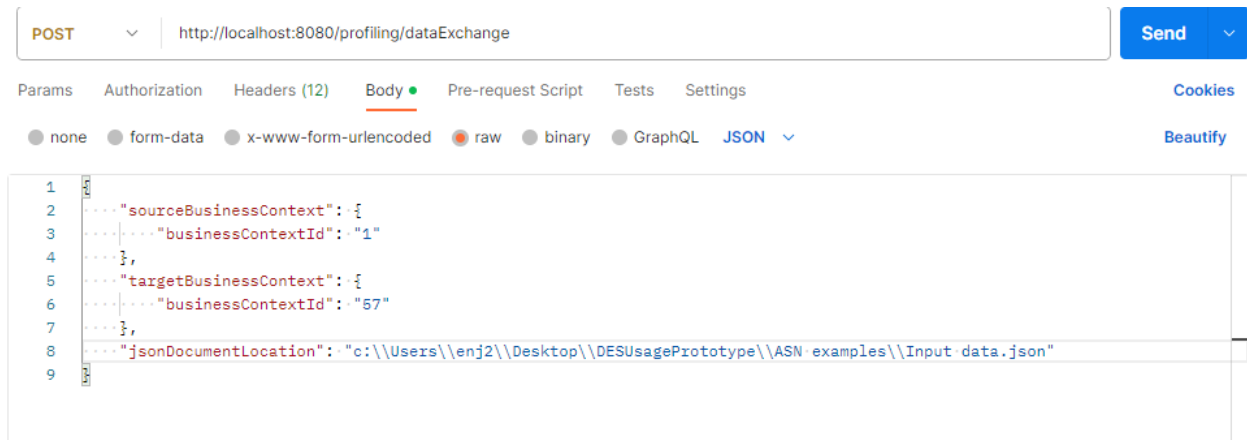 POST http://localhost:8080/profiling/dataExchange Send
Params Authorization Headers (12) Body Pre-request Script Tests Settings Cookies
none form-data x-www-form-urlencoded raw binary GraphQL JSON Beautify
1 {
2 "sourceBusinessContext": {
3 "businessContextId": "1"
4 },
5 "targetBusinessContext": {
6 "businessContextId": "57"
7 },
8 "jsonDocumentLocation": "c:\\Users\\enj2\\Desktop\\DESUsagePrototype\\ASN examples\\Input data.json"
9 }